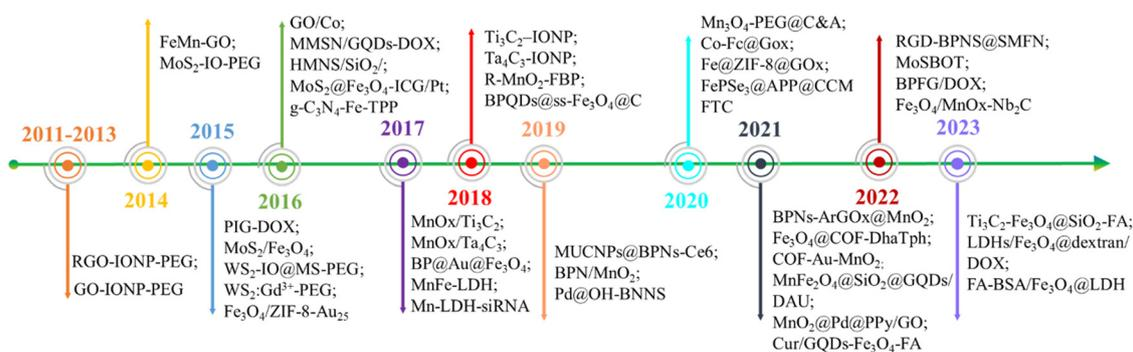 2011-2013
RGO-IONP-PEG;
GO-IONP-PEG
FeMn-GO;
MoS₂-IO-PEG
2014
2015
PIG-DOX;
MoS₂/Fe₃O₄;
WS₂-IO@MS-PEG;
WS₂:Gd³⁺-PEG;
Fe₃O₄/ZIF-8-Au₂₅
GO/Co;
MMSN/GQDs-DOX;
HMNS/SiO₂/;
MoS₂@Fe₃O₄-ICG/Pt;
g-C₃N₄-Fe-TPP
2016
2017
MnOx/Ti₃C₂;
MnOx/Ta₄C₃;
BP@Au@Fe₃O₄;
MnFe-LDH;
Mn-LDH-siRNA
Ti₃C₂–IONP;
Ta₄C₃-IONP;
R-MnO₂-FBP;
BPQDs@ss-Fe₃O₄@C
2018
2019
MUCNPs@BPNs-Ce6;
BPN/MnO₂;
Pd@OH-BNNS
Mn₃O₄-PEG@C&A;
Co-Fc@Gox;
Fe@ZIF-8@GOx;
FePSe₃@APP@CCM
FTC
2020
2021
BPNs-ArGOx@MnO₂;
Fe₃O₄@COF-DhaTph;
COF-Au-MnO₂;
MnFe₂O₄@SiO₂@GQDs/
DAU;
MnO₂@Pd@PPy/GO;
Cur/GQDs-Fe₃O₄-FA
RGD-BPNS@SMFN;
MoSBOT;
BPFG/DOX;
Fe₃O₄/MnOx-Nb₂C
2022
2023
Ti₃C₂-Fe₃O₄@SiO₂-FA;
LDHs/Fe₃O₄@dextran/
DOX;
FA-BSA/Fe₃O₄@LDH